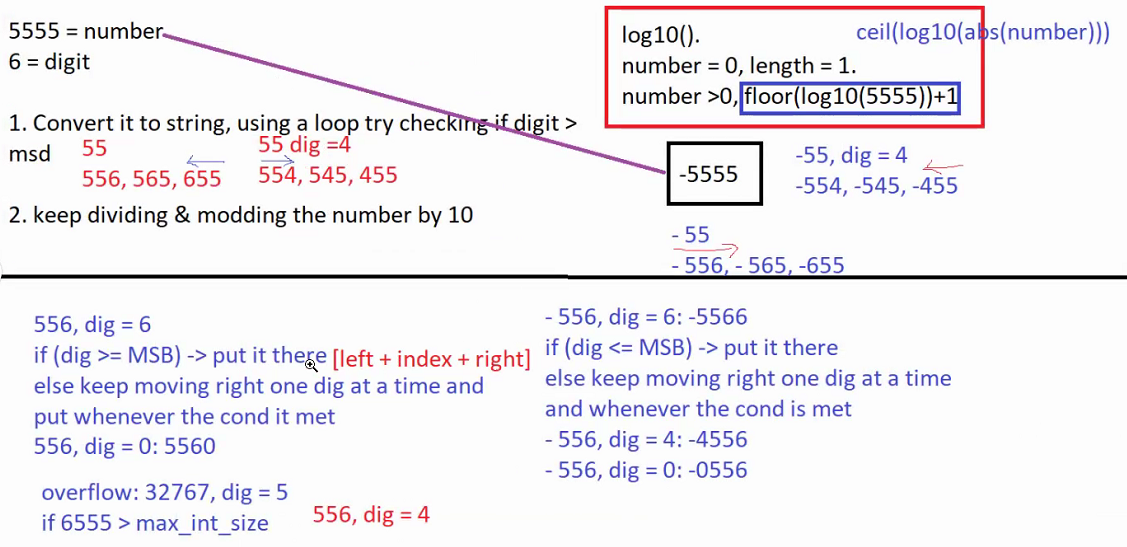 5555 = number
6 = digit
log10().
ceil(log10(abs(number)))
number = 0, length = 1.
number >0, floor(log10(5555))+1
1. Convert it to string, using a loop try checking if digit >
msd
55
556, 565, 655
55 dig =4
554, 545, 455
2. keep dividing & modding the number by 10
-5555
-55, dig = 4
-554, -545, -455
- 55
- 556, - 565, -655
556, dig = 6
if (dig >= MSB) -> put it there [left + index + right]
else keep moving right one dig at a time and
put whenever the cond it met
556, dig = 0: 5560
overflow: 32767, dig = 5
if 6555 > max_int_size
556, dig = 4
- 556, dig = 6: -5566
if (dig <= MSB) -> put it there
else keep moving right one dig at a time
and whenever the cond is met
- 556, dig = 4: -4556
- 556, dig = 0: -0556